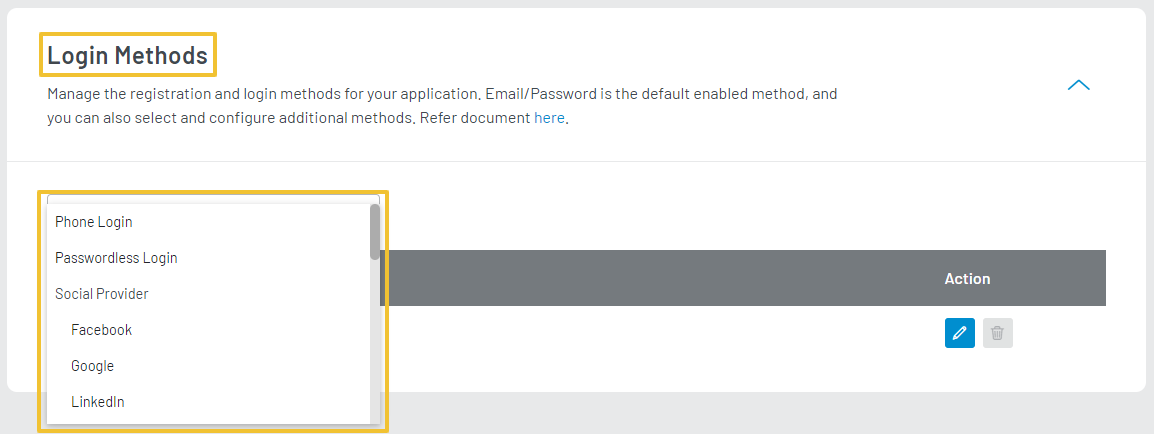 Login Methods
Manage the registration and login methods for your application. Email/Password is the default enabled method, and
you can also select and configure additional methods. Refer document here.
Phone Login
Passwordless Login
Social Provider
Facebook
Google
LinkedIn
Action